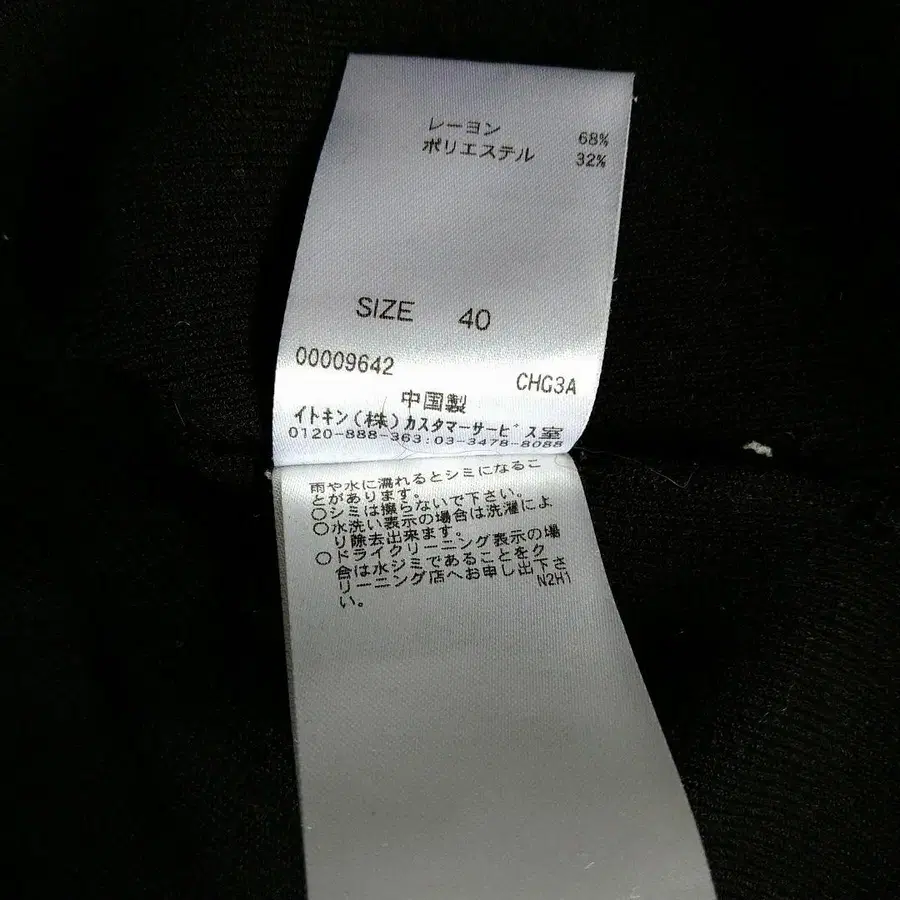 レーヨン 68%
ポリエステル 32%
SIZE 40
00009642 CHG3A
中国製
イトキン(株)カスタマーサービス室
0120-888-363:03-3478-8088
雨や水に濡れるとシミになるこ
とがあります。
○シミは擦らないで下さい。
○水洗い表示の場合は洗濯によ
り除去出来ます。
○ドライクリーニング表示の場
合は水ジミであることをク
リーニング店へお申し出下さ
い。 N2H1